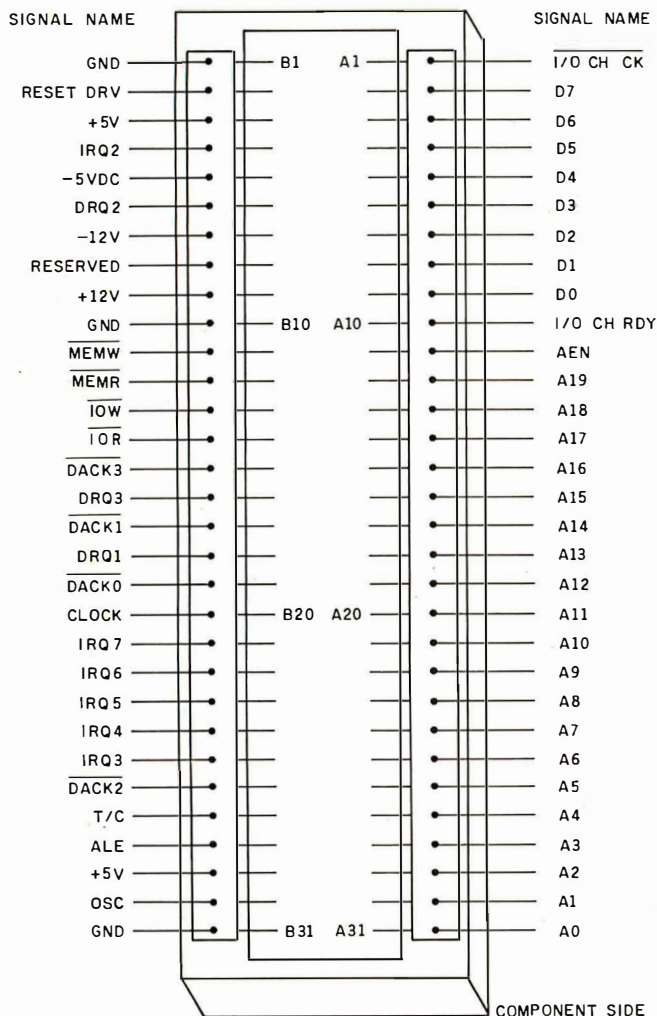 SIGNAL NAME SIGNAL NAME
GND B1 A1 I/O CH CK
RESET DRV D7
+5V D6
IRQ2 D5
-5VDC D4
DRQ2 D3
-12V D2
RESERVED D1
+12V D0
GND B10 A10 I/O CH RDY
MEMW AEN
MEMR A19
IOW A18
IOR A17
DACK3 A16
DRQ3 A15
DACK1 A14
DRQ1 A13
DACK0 A12
CLOCK B20 A20 A11
IRQ7 A10
IRQ6 A9
IRQ5 A8
IRQ4 A7
IRQ3 A6
DACK2 A5
T/C A4
ALE A3
+5V A2
OSC A1
GND B31 A31 A0
COMPONENT SIDE